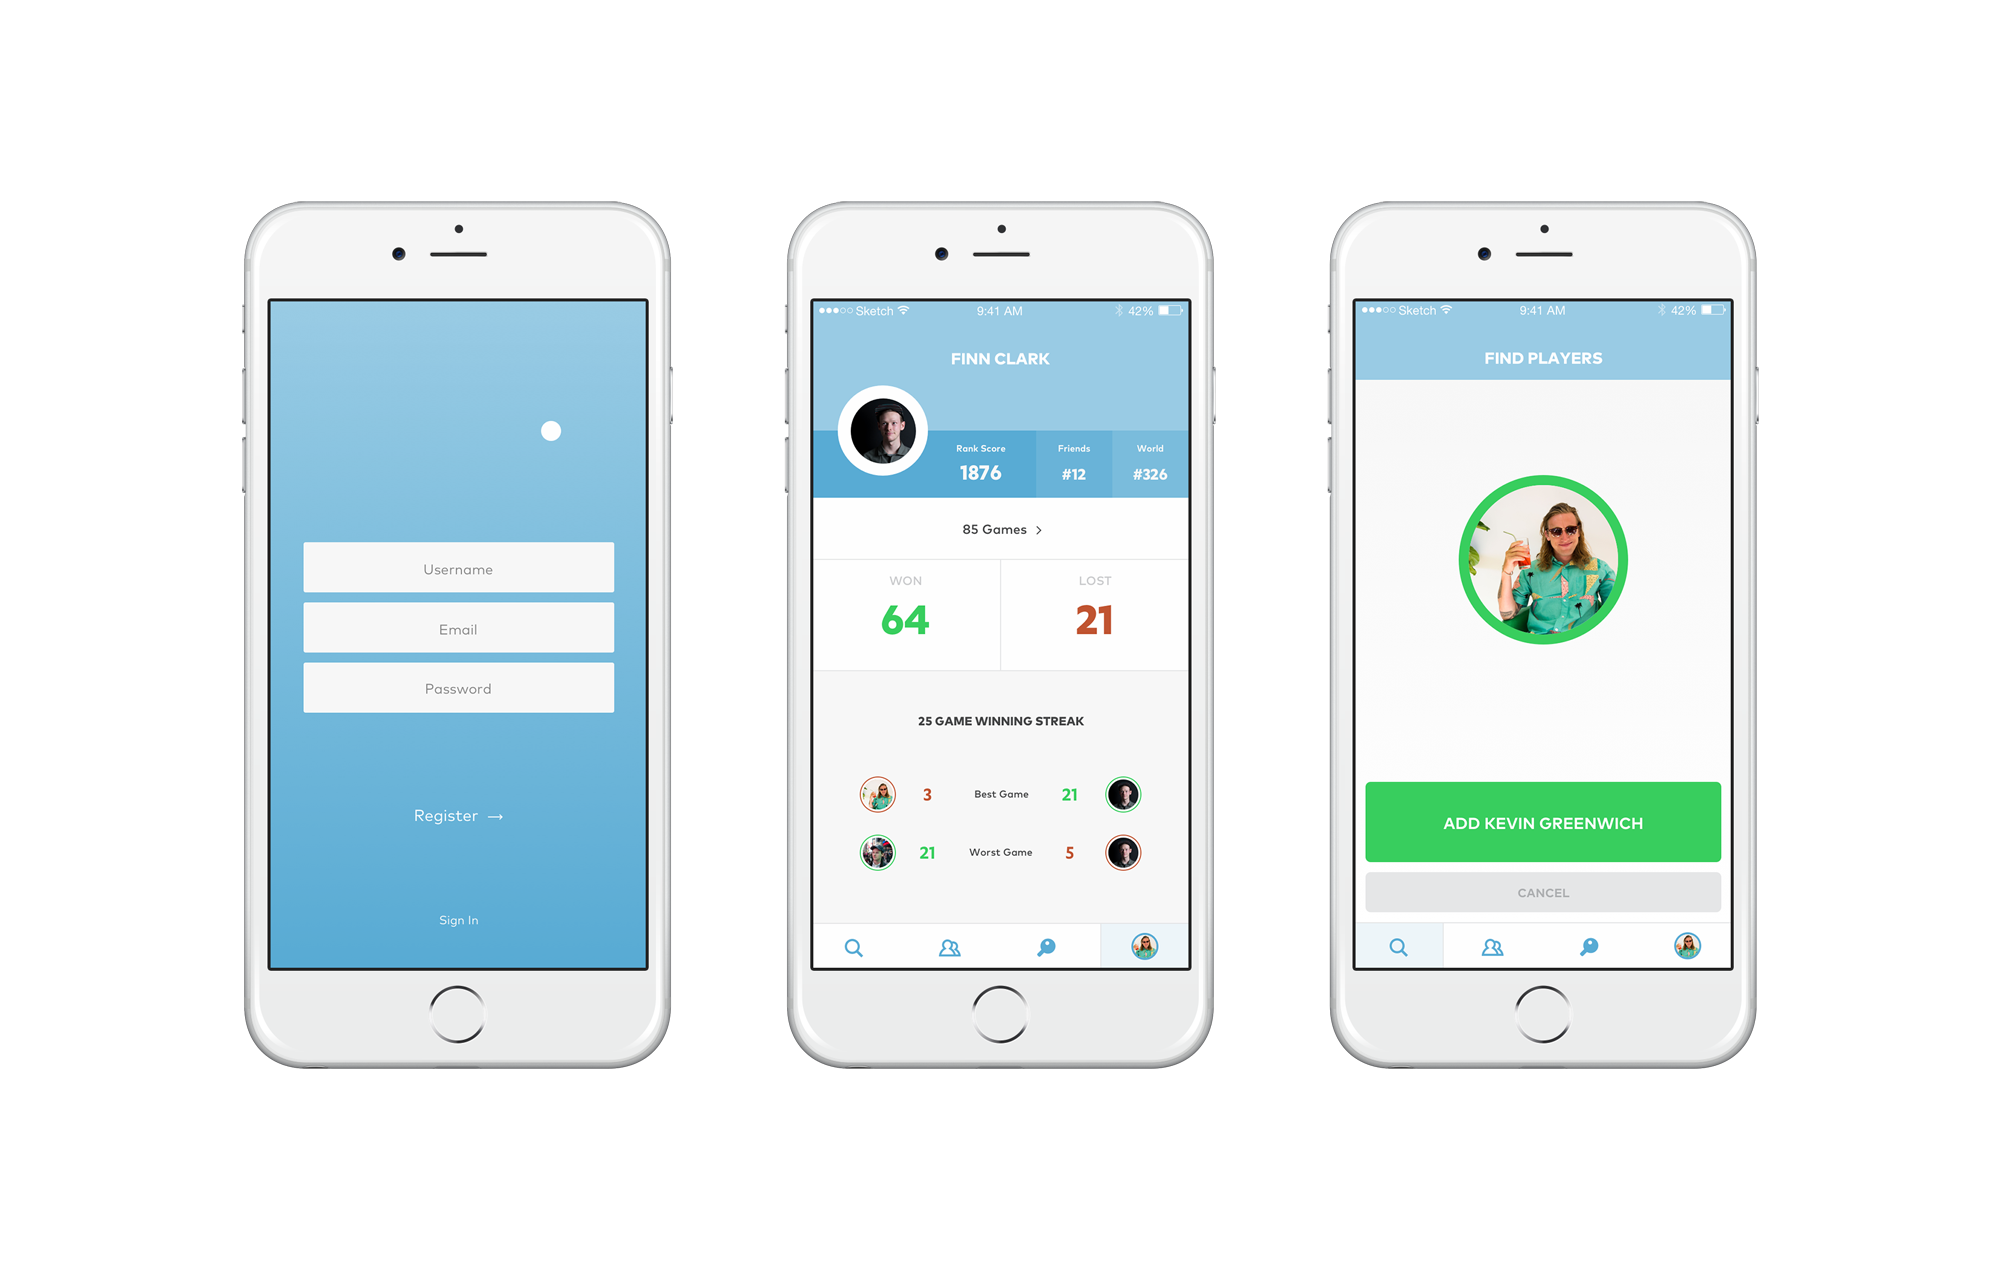 Username
Email
Password
Register →
Sign In
Sketch 9:41 AM 42%
FINN CLARK
Rank Score Friends World
1876 #12 #326
85 Games >
WON LOST
64 21
25 GAME WINNING STREAK
3 Best Game 21
21 Worst Game 5
Sketch 9:41 AM 42%
FIND PLAYERS
ADD KEVIN GREENWICH
CANCEL